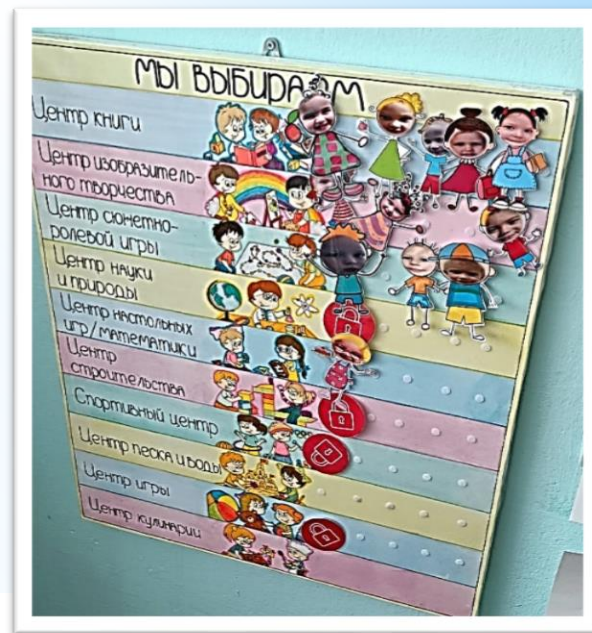 МЫ ВЫБИРАЕМ
Центр книги
Центр изобразитель-
ного творчества
Центр сюжетно-
ролевой игры
Центр науки
и природы
Центр настольных
игр/математики
Центр
строительства
Спортивный центр
Центр песка и воды
Центр игры
Центр кулинарии